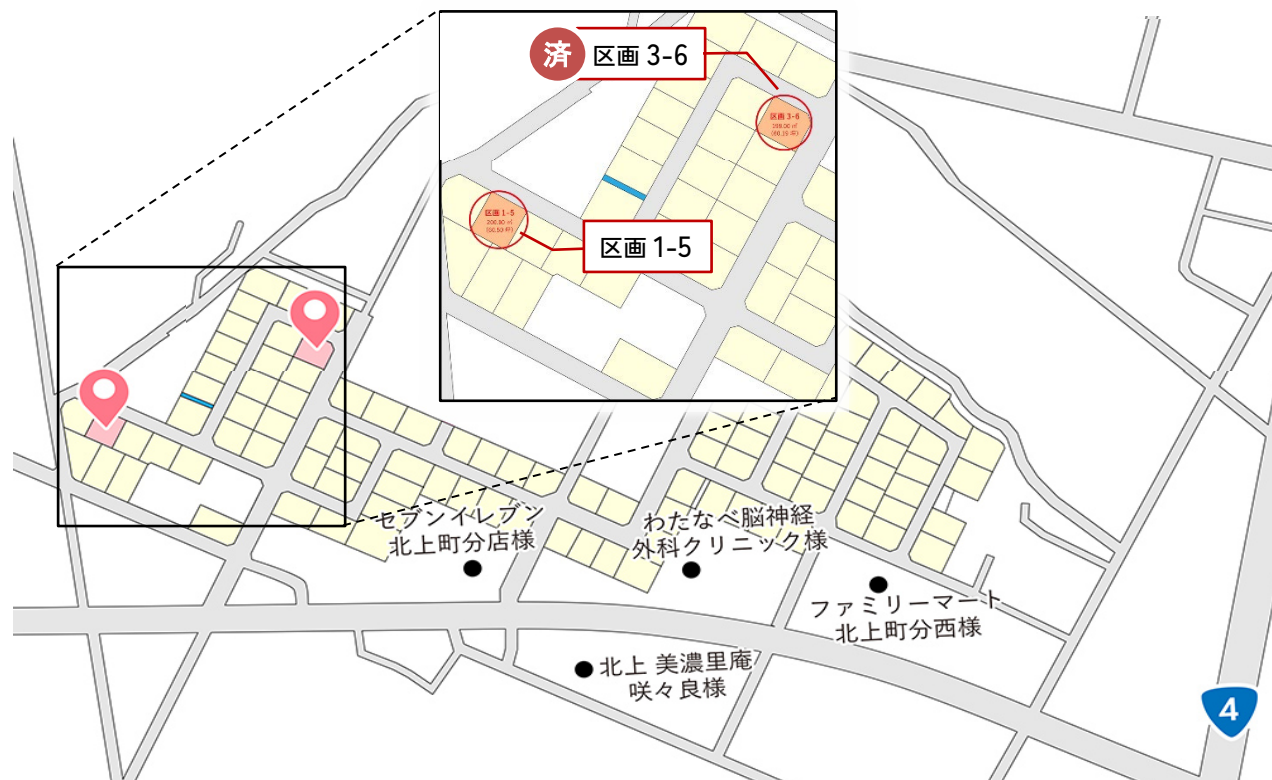 済 区画 3-6
区画 3-6
区画 1-5
区画 1-5
セブンイレブン
北上町分店様
わたなべ脳神経
外科クリニック様
ファミリーマート
北上町分西様
北上 美濃里庵
咲々良様
4